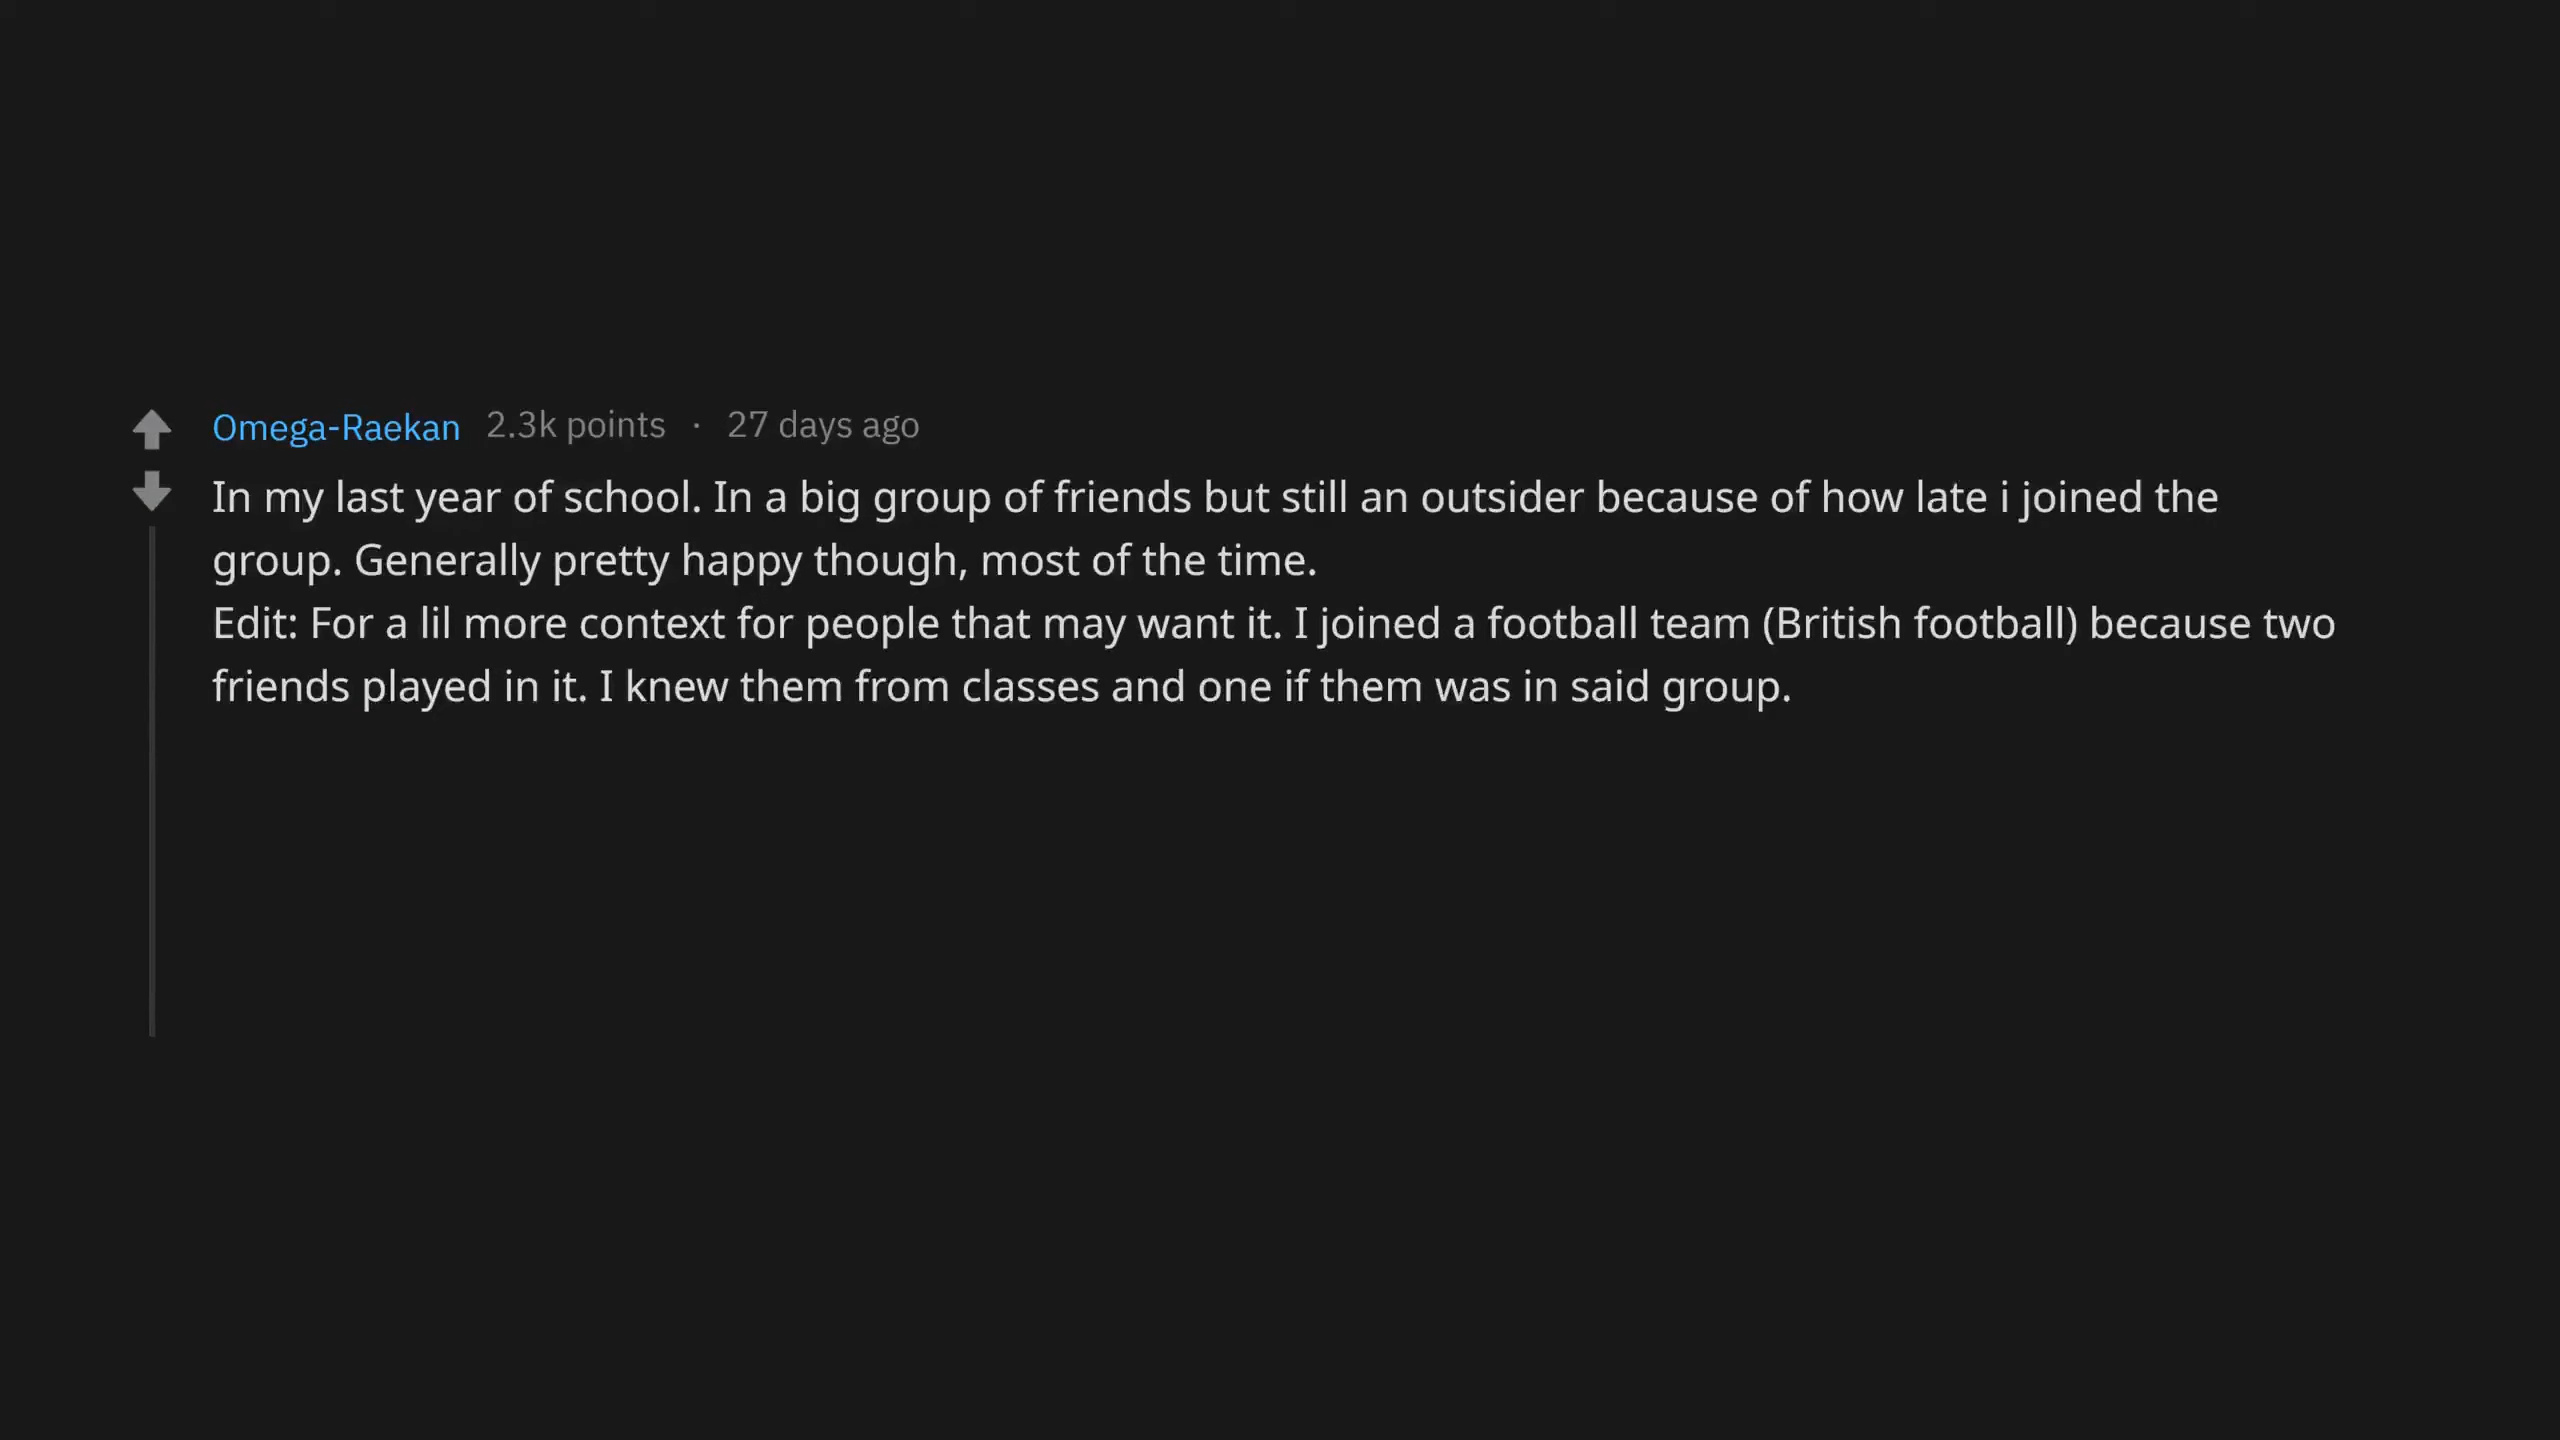 Omega-Raekan 2.3k points · 27 days ago
In my last year of school. In a big group of friends but still an outsider because of how late i joined the
group. Generally pretty happy though, most of the time.
Edit: For a lil more context for people that may want it. I joined a football team (British football) because two
friends played in it. I knew them from classes and one if them was in said group.